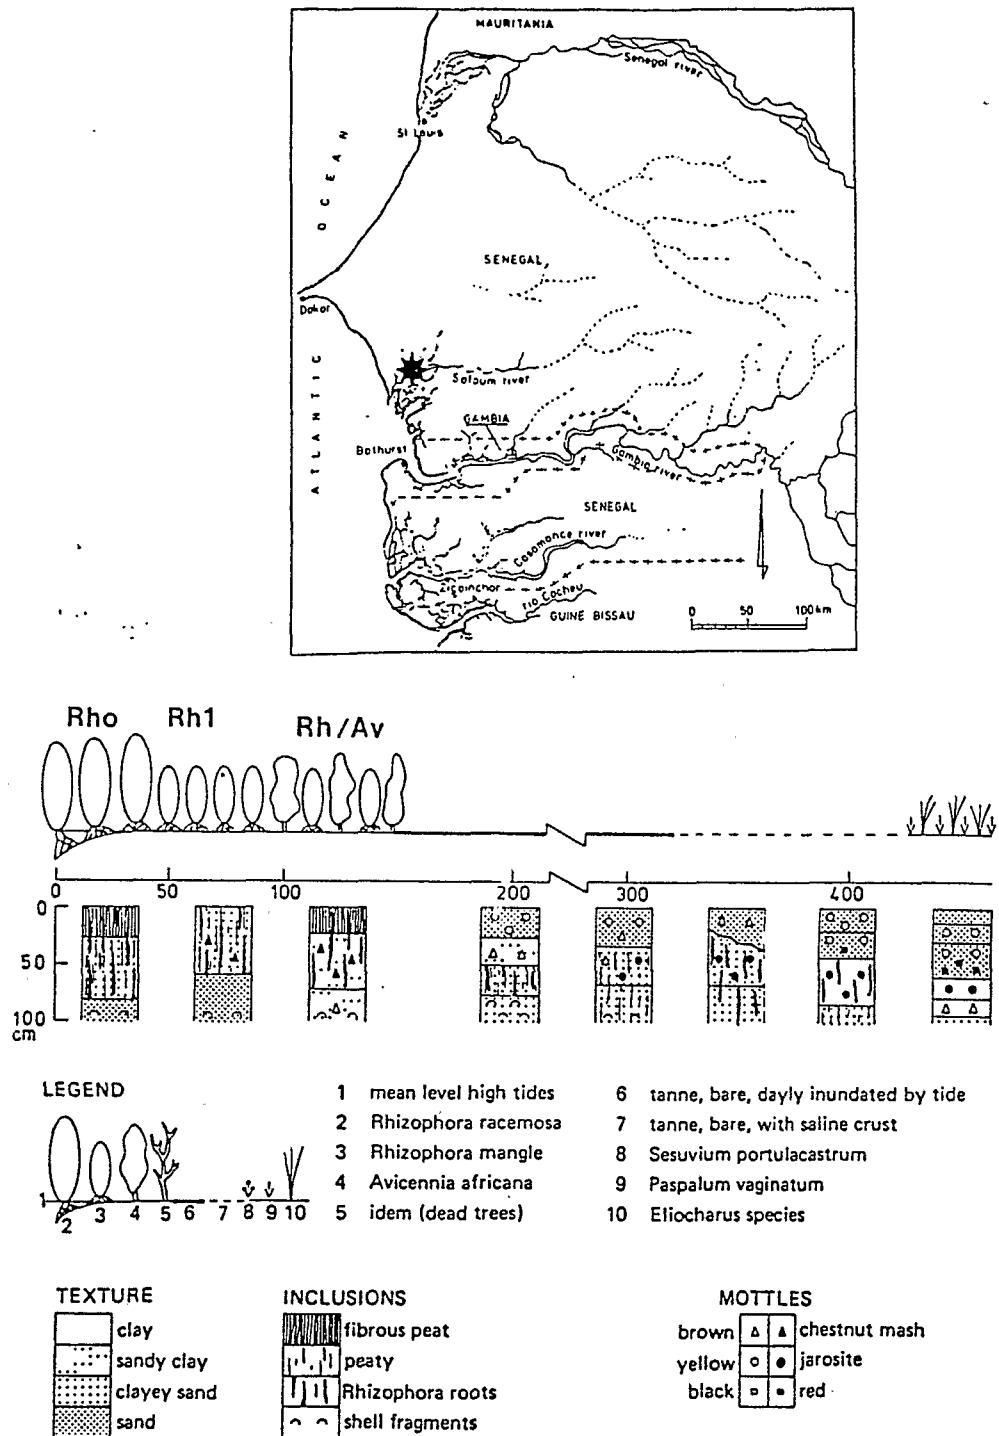 MAURITANIA
Senegal river
St Louis
OCEAN
SENEGAL
Dakar
ATLANTIC
Saloum river
GAMBIA
Bathurst
Gambia river
SENEGAL
Casamance river
Ziguinchor
rio Cacheu
GUINE BISSAU
0 50 100 km
Rho Rh1 Rh/Av
0 50 100 200 300 400
0
50
100
cm
LEGEND
1
2 3 4 5 6 7 8 9 10
1 mean level high tides
2 Rhizophora racemosa
3 Rhizophora mangle
4 Avicennia africana
5 idem (dead trees)
6 tanne, bare, dayly inundated by tide
7 tanne, bare, with saline crust
8 Sesuvium portulacastrum
9 Paspalum vaginatum
10 Eliocharus species
TEXTURE
clay
sandy clay
clayey sand
sand
INCLUSIONS
fibrous peat
peaty
Rhizophora roots
shell fragments
MOTTLES
brown chestnut mash
yellow jarosite
black red